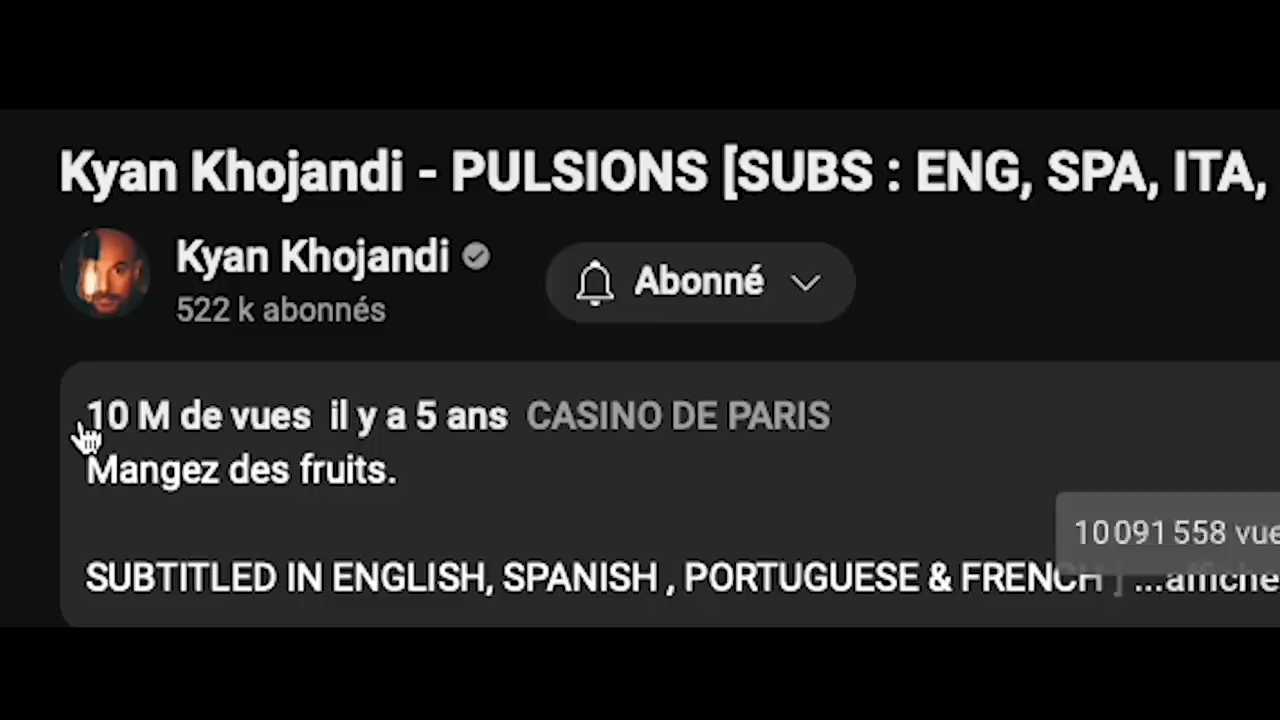 Kyan Khojandi - PULSIONS [SUBS : ENG, SPA, ITA,
Kyan Khojandi
522 k abonnés
Abonné
10 M de vues il y a 5 ans CASINO DE PARIS
Mangez des fruits.
10 091 558 vue
SUBTITLED IN ENGLISH, SPANISH , PORTUGUESE & FRENCH ] ...affiche